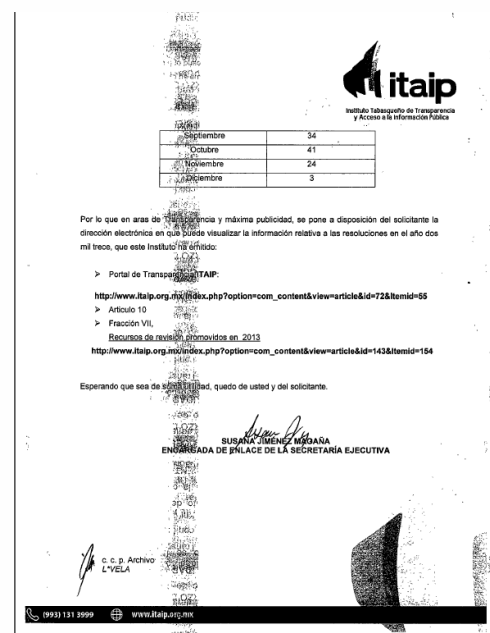 itaip
Instituto Tabasqueño de Transparencia
y Acceso a la Información Pública
Septiembre 34
Octubre 41
Noviembre 24
Diciembre 3
Por lo que en aras de Transparencia y máxima publicidad, se pone a disposición del solicitante la
dirección electrónica en que puede visualizar la información relativa a las resoluciones en el año dos
mil trece, que este Instituto ha emitido:
➢ Portal de Transparencia ITAIP:
http://www.itaip.org.mx/index.php?option=com_content&view=article&id=72&Itemid=55
➢ Articulo 10
➢ Fracción VII,
Recursos de revisión promovidos en 2013
http://www.itaip.org.mx/index.php?option=com_content&view=article&id=143&Itemid=154
Esperando que sea de utilidad, quedo de usted y del solicitante.
SUSANA JIMÉNEZ MAGAÑA
ENCARGADA DE ENLACE DE LA SECRETARÍA EJECUTIVA
c. c. p. Archivo
L*VELA
(993) 131 3999 www.itaip.org.mx